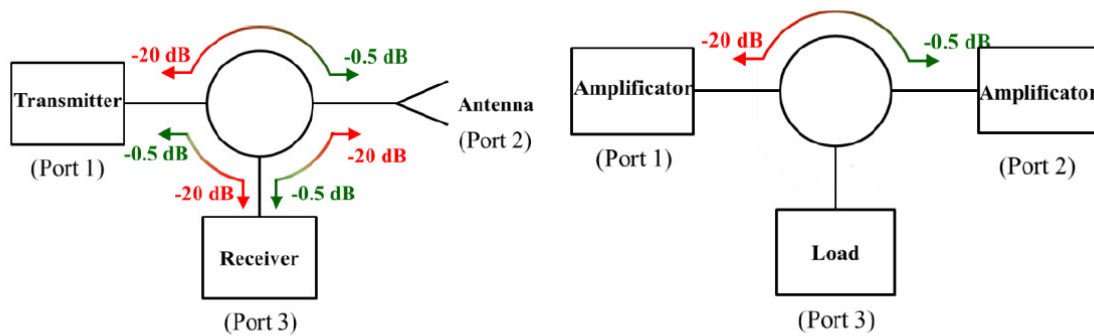 -20 dB
-0.5 dB
Transmitter
Antenna
(Port 1)
(Port 2)
-0.5 dB
-20 dB
-20 dB
-0.5 dB
Receiver
(Port 3)
-20 dB
-0.5 dB
Amplificator
Amplificator
(Port 1)
(Port 2)
Load
(Port 3)